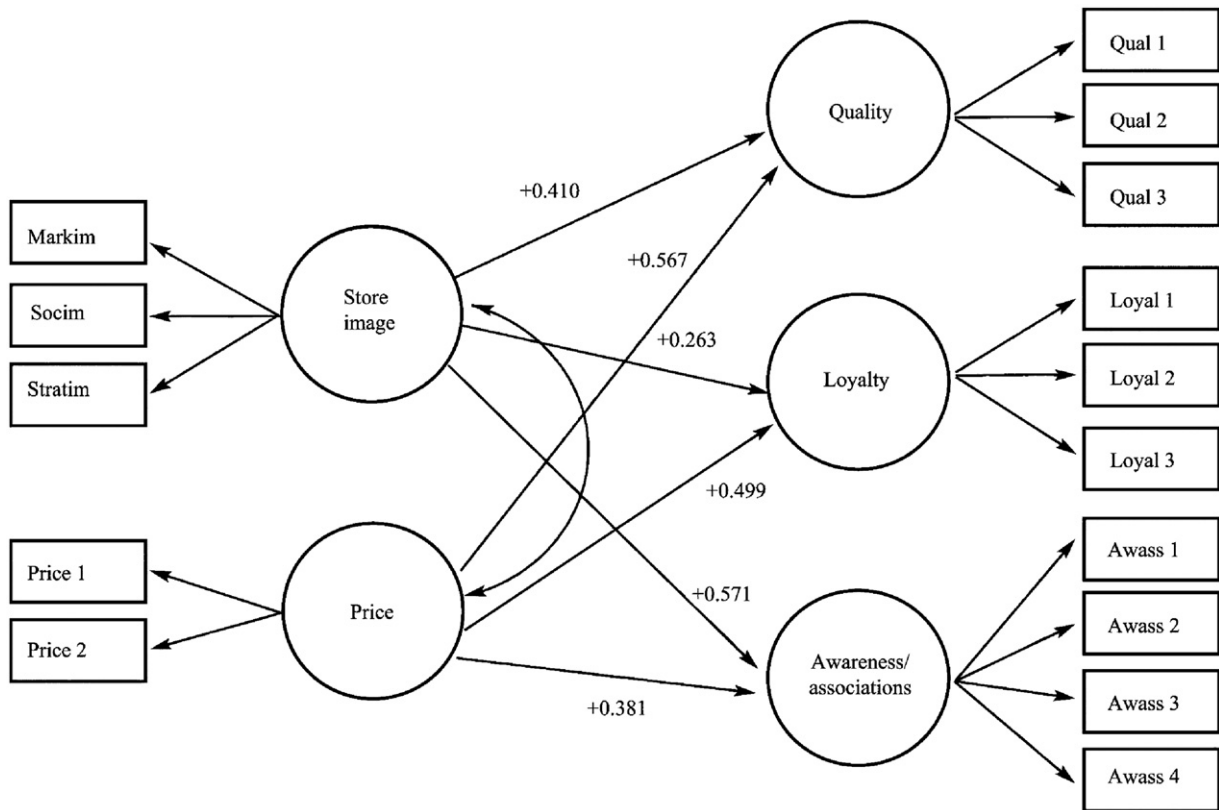 Qual 1
Quality
Qual 2
+0.410
Qual 3
Markim
+0.567
Store
image
Socim
+0.263
Loyal 1
Stratim
Loyalty
Loyal 2
Loyal 3
+0.499
Price 1
Awass 1
Price
+0.571
Awass 2
Price 2
Awareness/
associations
+0.381
Awass 3
Awass 4